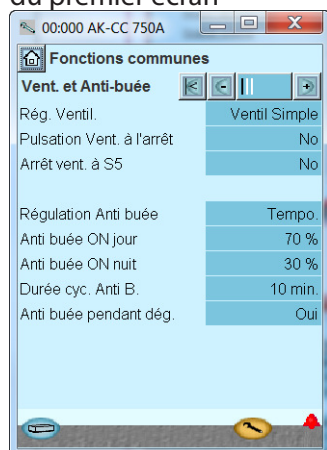 du premier écran
00:000 AK-CC 750A
Fonctions communes
Vent. et Anti-buée
Rég. Ventil. Ventil Simple
Pulsation Vent. à l'arrêt No
Arrêt vent. à S5 No
Régulation Anti buée Tempo.
Anti buée ON jour 70 %
Anti buée ON nuit 30 %
Durée cyc. Anti B. 10 min.
Anti buée pendant dég. Oui